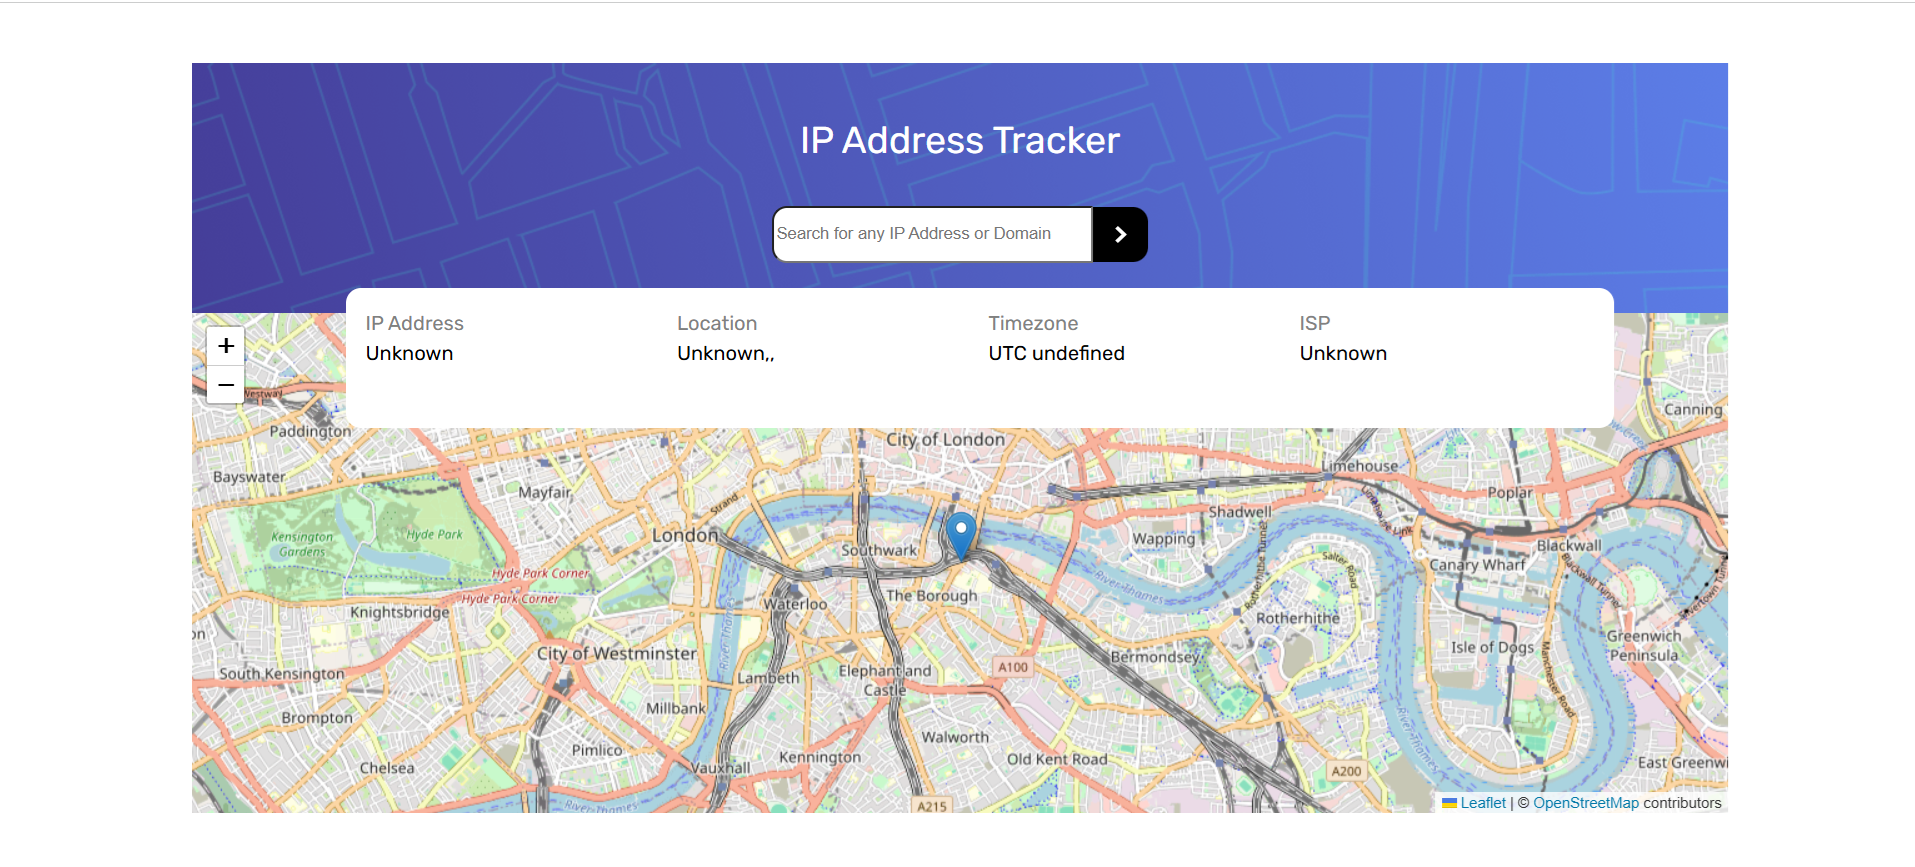 IP Address Tracker
Search for any IP Address or Domain
IP Address
Unknown
Location
Unknown,,
Timezone
UTC undefined
ISP
Unknown
+
−
Westway
Paddington
Bayswater
Mayfair
Strand
City of London
Limehouse
Canning
Poplar
Shadwell
Limehouse Link
Kensington
Gardens
Hyde Park
London
Southwark
Wapping
Blackwall
Hyde Park Corner
Canary Wharf
Salter Road
Blackwall Tunnel
Hyde Park Corner
Knightsbridge
Waterloo
The Borough
River Thames
Rotherhithe Tunnel
Rotherhithe
Greenwich
Peninsula
City of Westminster
Bermondsey
Isle of Dogs
A100
South Kensington
Lambeth
Elephant and
Castle
Manchester Road
Brompton
Millbank
Walworth
River Thames
Pimlico
Kennington
Old Kent Road
Chelsea
Vauxhall
A200
East Greenwi
River Thames
A215
Leaflet | © OpenStreetMap contributors